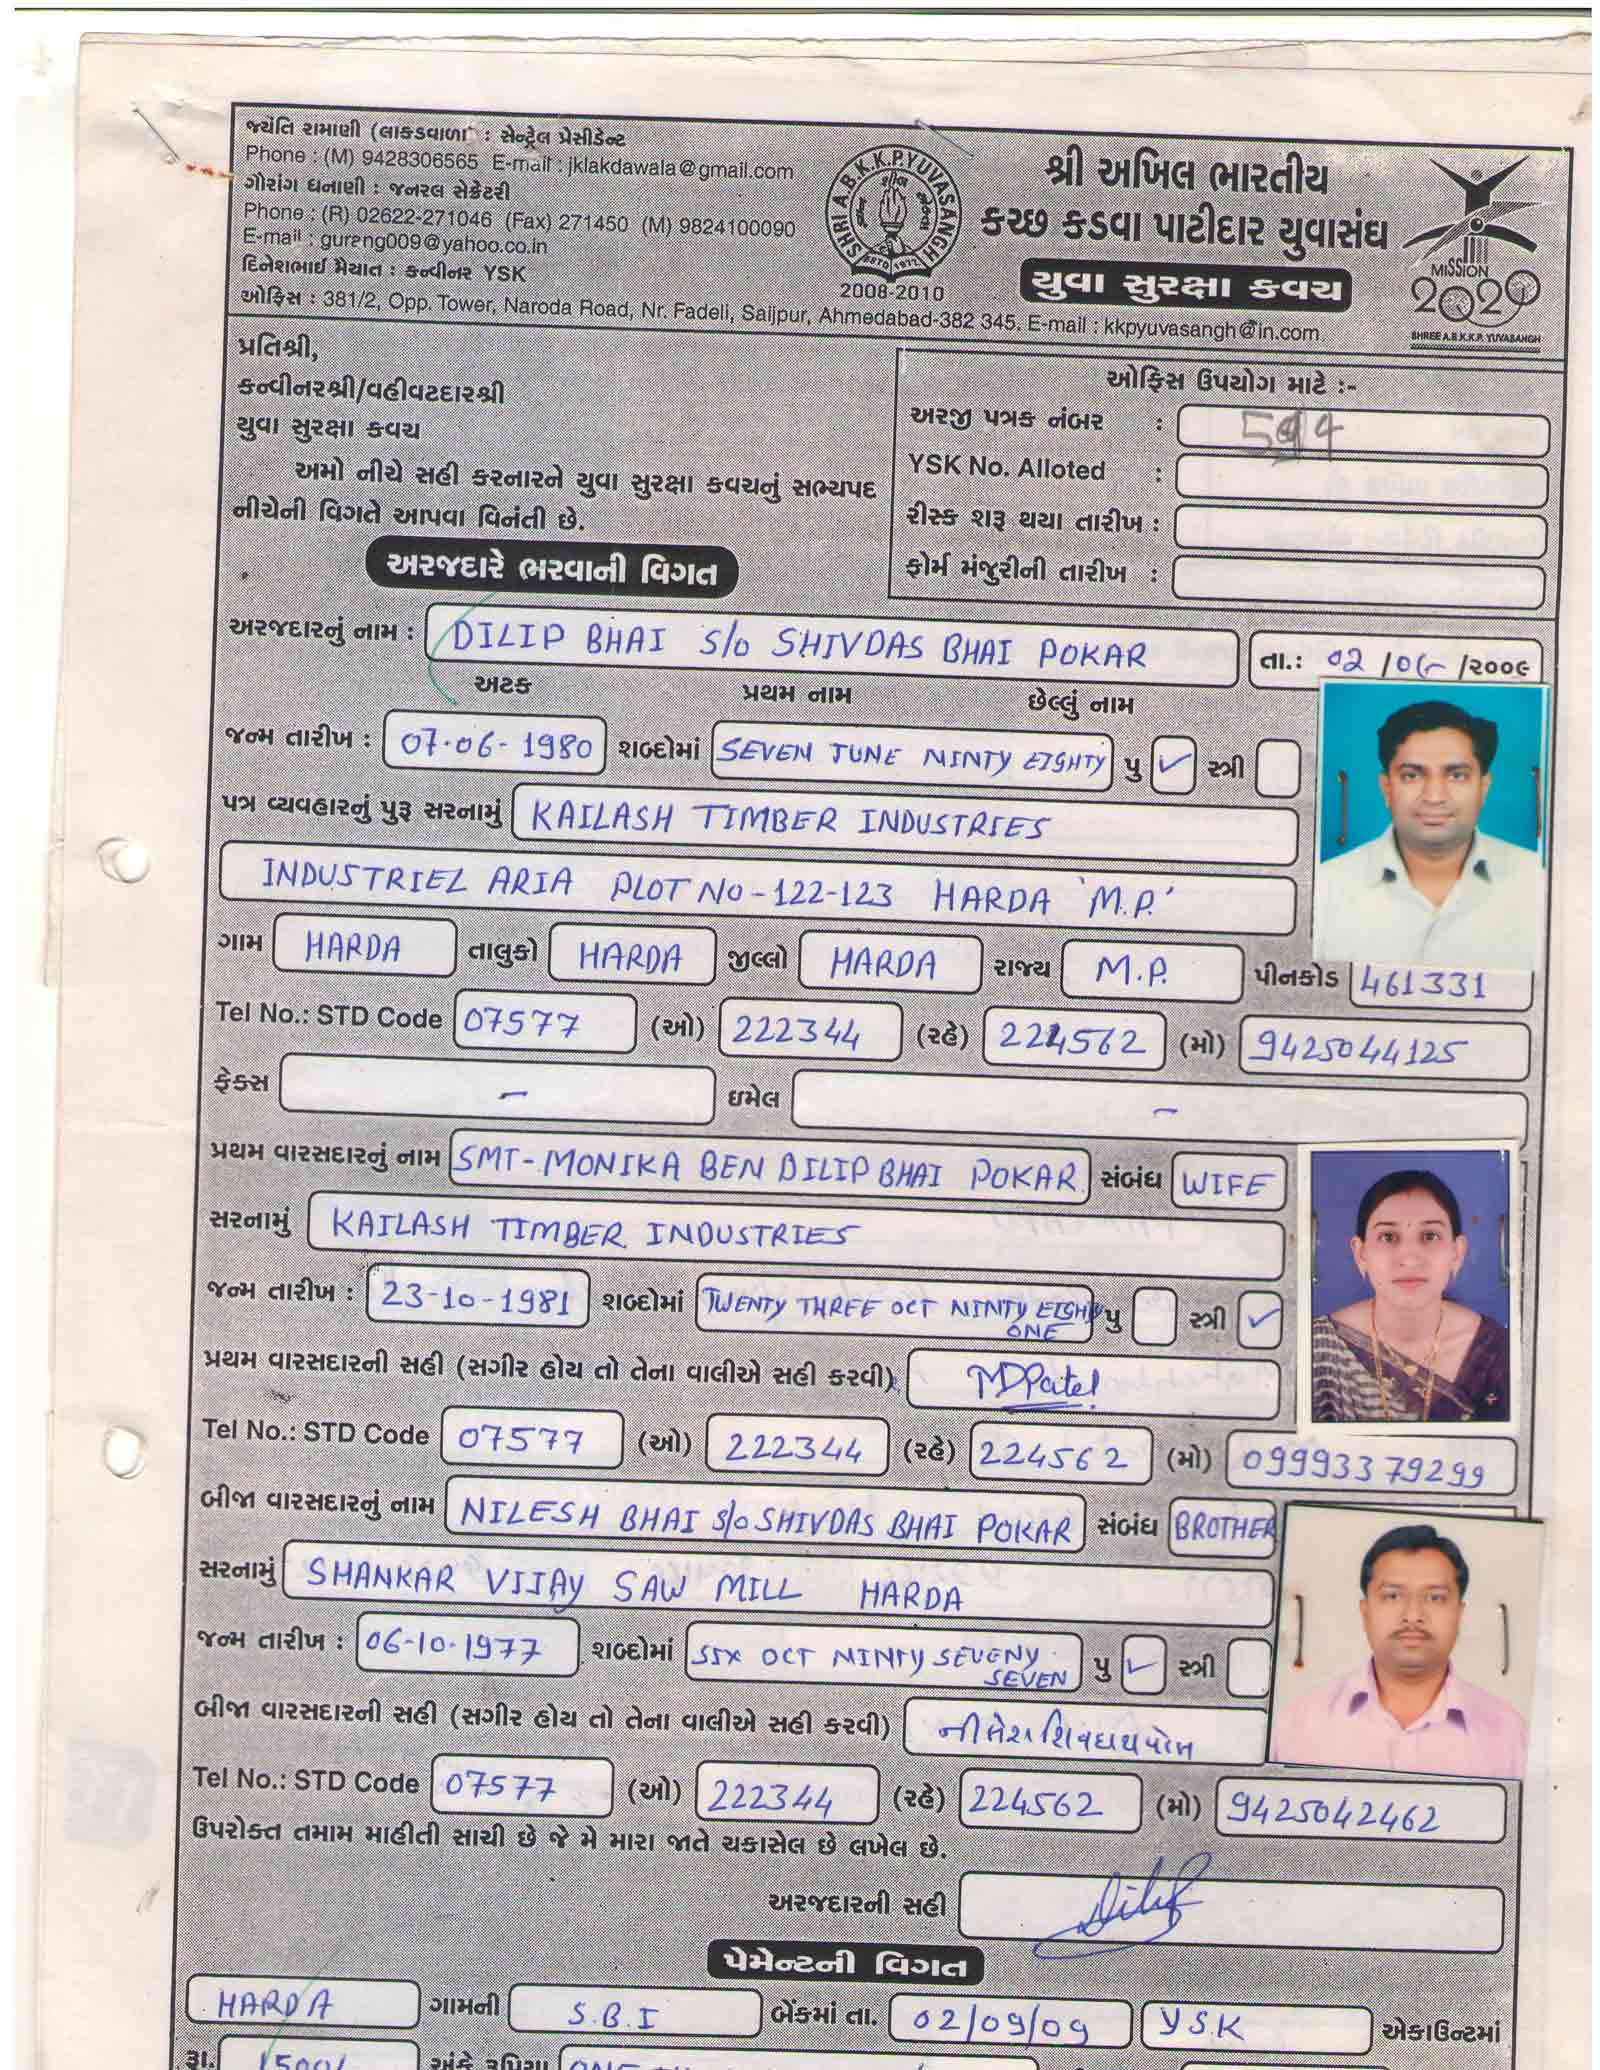 જ્યંતિ રામાણી (લાકડાવાળા) : સેન્ટ્રેલ પ્રેસીડેન્ટ
Phone : (M) 9428306565 E-mail : jklakdawala@gmail.com
ગૌરાંગ ધનાણી : જનરલ સેક્રેટરી
Phone : (R) 02622-271046 (Fax) 271450 (M) 9824100090
E-mail : gurang009@yahoo.co.in
દિનેશભાઈ મૈયાત : કન્વીનર YSK
ઓફિસ : 381/2, Opp. Tower, Naroda Road, Nr. Fadeli, Saijpur, Ahmedabad-382 345. E-mail : kkpyuvasangh@in.com
SHRI A.B.K.K.P.YUVASANGH
ESTD 1972
2008-2010
શ્રી અખિલ ભારતીય
કચ્છ કડવા પાટીદાર યુવાસંઘ
યુવા સુરક્ષા કવચ
MISSION
2020
SHREE A.B.K.K.P. YUVASANGH
પ્રતિશ્રી,
કન્વીનરશ્રી/વહીવટદારશ્રી
યુવા સુરક્ષા કવચ
અમો નીચે સહી કરનારને યુવા સુરક્ષા કવચનું સભ્યપદ
નીચેની વિગતે આપવા વિનંતી છે.
ઓફિસ ઉપયોગ માટે :-
અરજી પત્રક નંબર :
YSK No. Alloted :
રીસ્ક શરૂ થયા તારીખ :
ફોર્મ મંજુરીની તારીખ :
અરજદારે ભરવાની વિગત
અરજદારનું નામ : DILIP BHAI S/o SHIVDAS BHAI POKAR તા.: 02 /09 /૨૦૦૯
અટક પ્રથમ નામ છેલ્લું નામ
જન્મ તારીખ : 07-06-1980 શબ્દોમાં SEVEN JUNE NINTY EIGHTY પુ ✓ સ્ત્રી
પત્ર વ્યવહારનું પુરૂ સરનામું KAILASH TIMBER INDUSTRIES
INDUSTRIEL ARIA PLOT NO-122-123 HARDA 'M.P.'
ગામ HARDA તાલુકો HARDA જીલ્લો HARDA રાજ્ય M.P. પીનકોડ 461331
Tel No.: STD Code 07577 (ઓ) 222344 (રહે) 224562 (મો) 9425044125
ફેક્સ - ઇમેલ -
પ્રથમ વારસદારનું નામ SMT-MONIKA BEN DILIP BHAI POKAR સંબંધ WIFE
સરનામું KAILASH TIMBER INDUSTRIES
જન્મ તારીખ : 23-10-1981 શબ્દોમાં TWENTY THREE OCT NINTY EIGHTY ONE પુ સ્ત્રી ✓
પ્રથમ વારસદારની સહી (સગીર હોય તો તેના વાલીએ સહી કરવી) MDPatel
Tel No.: STD Code 07577 (ઓ) 222344 (રહે) 224562 (મો) 09993379299
બીજા વારસદારનું નામ NILESH BHAI S/o SHIVDAS BHAI POKAR સંબંધ BROTHER
સરનામું SHANKAR VIJAY SAW MILL HARDA
જન્મ તારીખ : 06-10-1977 શબ્દોમાં SIX OCT NINTY SEVENY SEVEN પુ ✓ સ્ત્રી
બીજા વારસદારની સહી (સગીર હોય તો તેના વાલીએ સહી કરવી)
Tel No.: STD Code 07577 (ઓ) 222344 (રહે) 224562 (મો) 9425042462
ઉપરોક્ત તમામ માહીતી સાચી છે જે મે મારા જાતે ચકાસેલ છે લખેલ છે.
અરજદારની સહી Dilip
પેમેન્ટની વિગત
HARDA ગામની S.B.I બેંકમાં તા. 02/09/09 YSK એકાઉન્ટમાં
રૂા. અંકે રૂપિયા